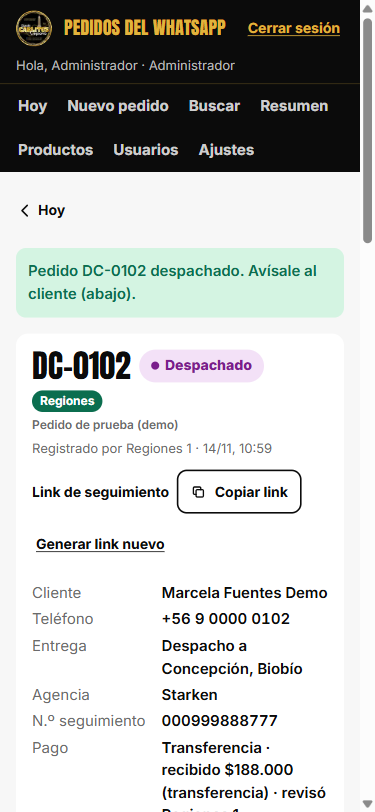 PEDIDOS DEL WHATSAPP
Cerrar sesión
Hola, Administrador · Administrador
Hoy Nuevo pedido Buscar Resumen
Productos Usuarios Ajustes
Hoy
Pedido DC-0102 despachado. Avísale al
cliente (abajo).
DC-0102 Despachado
Regiones
Pedido de prueba (demo)
Registrado por Regiones 1 · 14/11, 10:59
Link de seguimiento Copiar link
Generar link nuevo
Cliente Marcela Fuentes Demo
Teléfono +56 9 0000 0102
Entrega Despacho a
Concepción, Biobío
Agencia Starken
N.º seguimiento 000999888777
Pago Transferencia ·
recibido $188.000
(transferencia) · revisó
Regiones 1